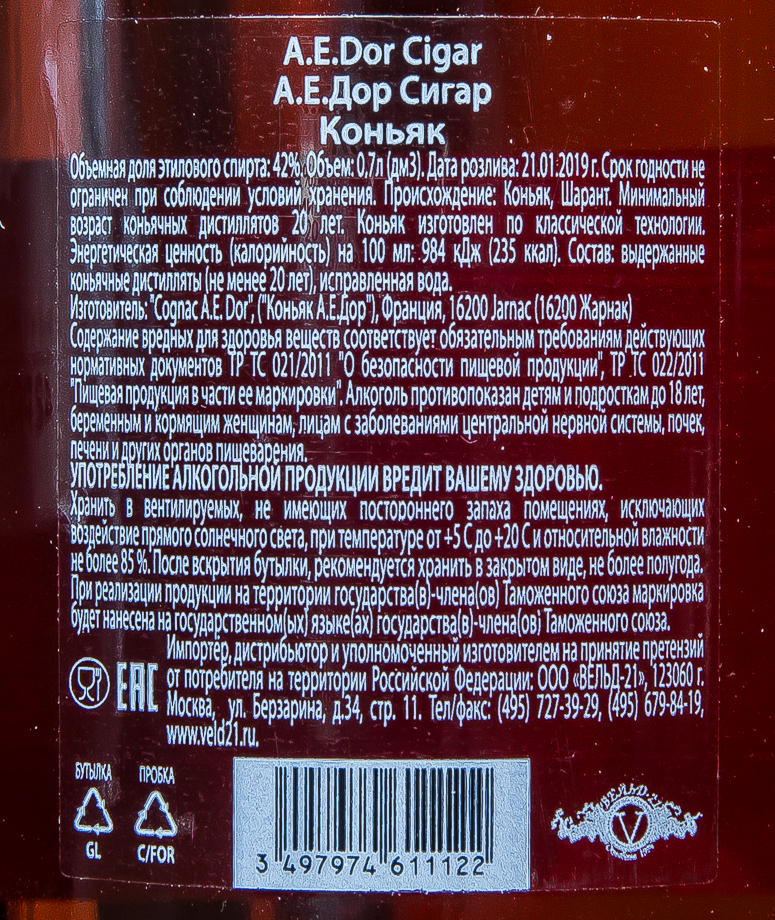 A.E.Dor Cigar
А.Е.Дор Сигар
Коньяк
Объемная доля этилового спирта: 42%. Объем: 0,7л (дм3). Дата розлива: 21.01.2019 г. Срок годности не
ограничен при соблюдении условий хранения. Происхождение: Коньяк, Шарант. Минимальный
возраст коньячных дистиллятов 20 лет. Коньяк изготовлен по классической технологии.
Энергетическая ценность (калорийность) на 100 мл: 984 кДж (235 ккал). Состав: выдержанные
коньячные дистилляты (не менее 20 лет), исправленная вода.
Изготовитель: "Cognac A.E. Dor", ("Коньяк А.Е.Дор"), Франция, 16200 Jarnac (16200 Жарнак)
Содержание вредных для здоровья веществ соответствует обязательным требованиям действующих
нормативных документов ТР ТС 021/2011 "О безопасности пищевой продукции", ТР ТС 022/2011
"Пищевая продукция в части ее маркировки". Алкоголь противопоказан детям и подросткам до 18 лет,
беременным и кормящим женщинам, лицам с заболеваниями центральной нервной системы, почек,
печени и других органов пищеварения.
УПОТРЕБЛЕНИЕ АЛКОГОЛЬНОЙ ПРОДУКЦИИ ВРЕДИТ ВАШЕМУ ЗДОРОВЬЮ.
Хранить в вентилируемых, не имеющих постороннего запаха помещениях, исключающих
воздействие прямого солнечного света, при температуре от +5 С до +20 С и относительной влажности
не более 85 %. После вскрытия бутылки, рекомендуется хранить в закрытом виде, не более полугода.
При реализации продукции на территории государства(в)-члена(ов) Таможенного союза маркировка
будет нанесена на государственном(ых) языке(ах) государства(в)-члена(ов) Таможенного союза.
Импортер, дистрибьютор и уполномоченный изготовителем на принятие претензий
от потребителя на территории Российской Федерации: ООО «ВЕЛЬД-21», 123060 г.
Москва, ул. Берзарина, д.34, стр. 11. Тел/факс: (495) 727-39-29, (495) 679-84-19,
www.veld21.ru.
EAC
БУТЫЛКА ПРОБКА
GL C/FOR
3 497974 611122
ВЕЛЬД-21
V